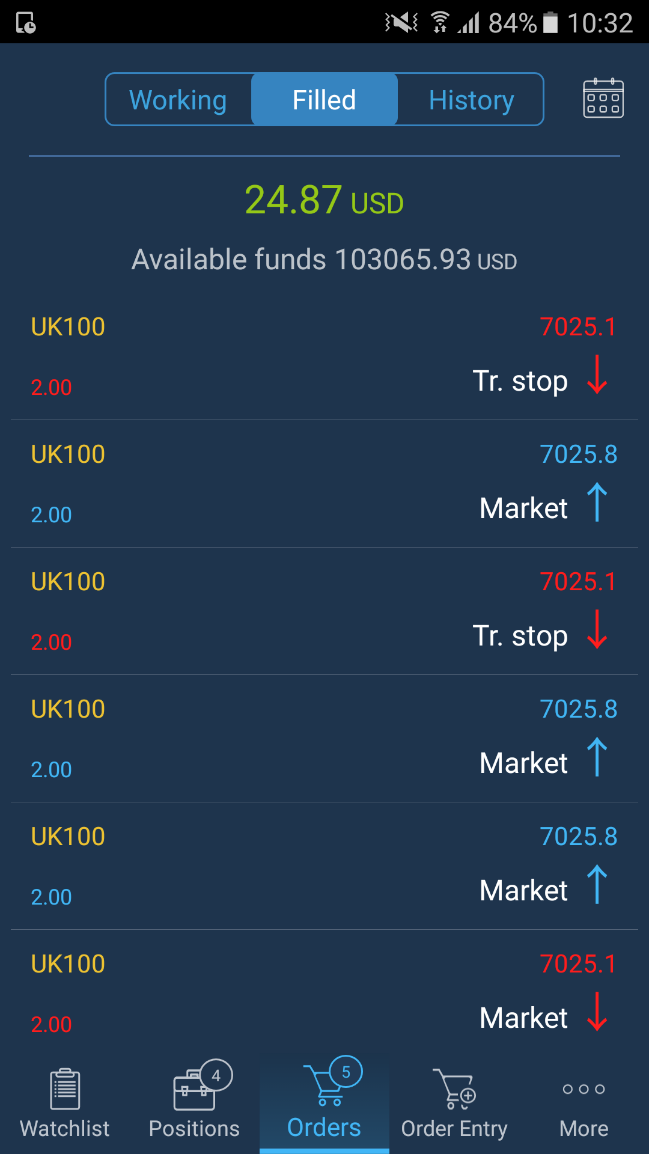 84% 10:32
Working Filled History
24.87 USD
Available funds 103065.93 USD
UK100 7025.1
2.00 Tr. stop
UK100 7025.8
2.00 Market
UK100 7025.1
2.00 Tr. stop
UK100 7025.8
2.00 Market
UK100 7025.8
2.00 Market
UK100 7025.1
2.00 Market
4 5
Watchlist Positions Orders Order Entry More